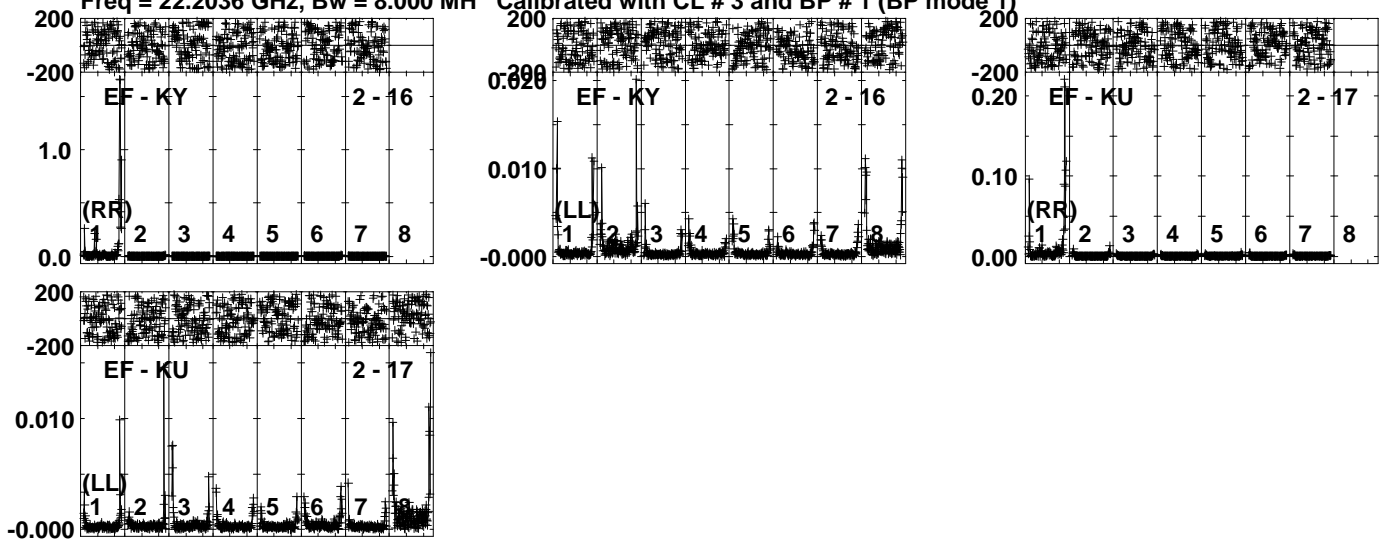 Freq = 22.2036 GHz, Bw = 8.000 MH Calibrated with CL # 3 and BP # 1 (BP mode 1)
200
-200
EF - KY 2 - 16
1.0
(RR)
1 2 3 4 5 6 7 8
0.0
-200
0.020
EF - KY 2 - 16
0.010
(LL)
1 2 3 4 5 6 7 8
-0.000
200
-200
0.20
EF - KU 2 - 17
0.10
(RR)
1 2 3 4 5 6 7 8
0.00
200
-200
EF - KU 2 - 17
0.010
(LL)
1 2 3 4 5 6 7 8
-0.000